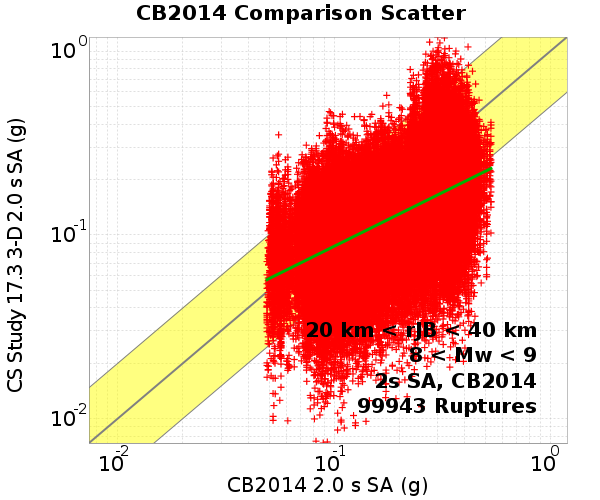 CB2014 Comparison Scatter
CS Study 17.3 3-D 2.0 s SA (g)
10⁰
10⁻¹
10⁻²
20 km < rJB < 40 km
8 < Mw < 9
2s SA, CB2014
99943 Ruptures
10⁻² 10⁻¹ 10⁰
CB2014 2.0 s SA (g)